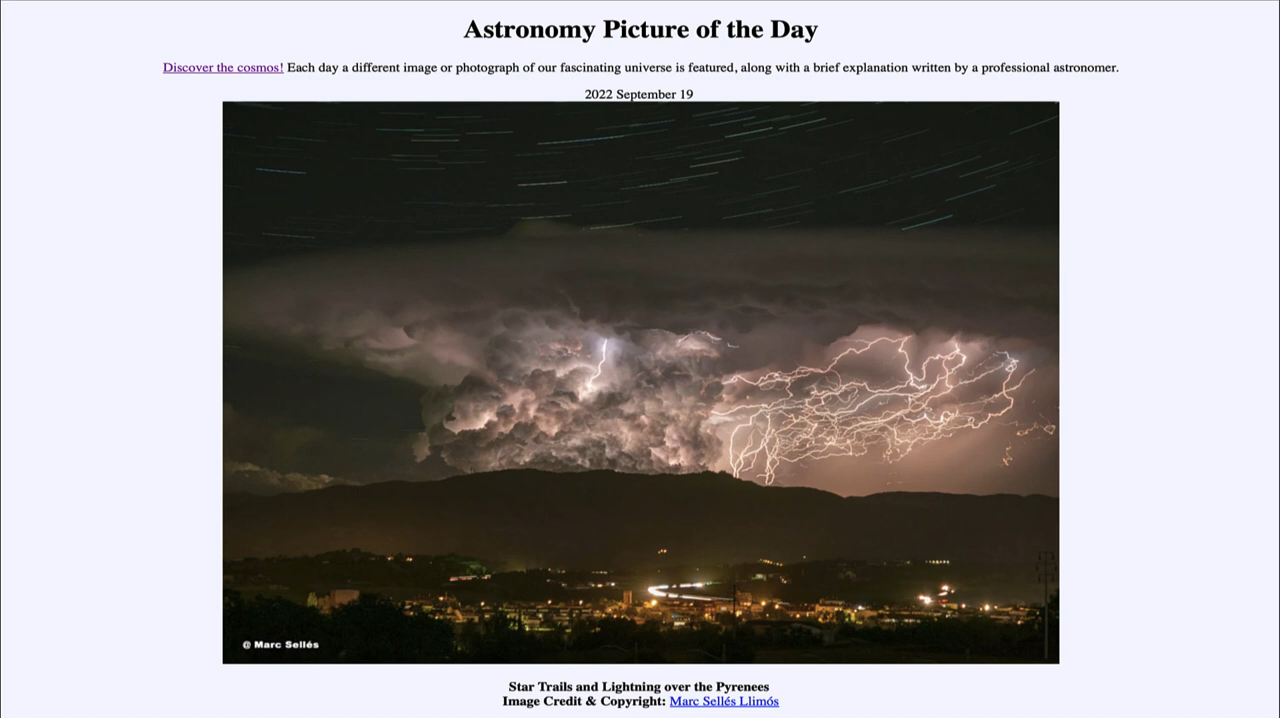 Astronomy Picture of the Day
Discover the cosmos! Each day a different image or photograph of our fascinating universe is featured, along with a brief explanation written by a professional astronomer.
2022 September 19
@ Marc Sellés
Star Trails and Lightning over the Pyrenees
Image Credit & Copyright: Marc Sellés Llimós